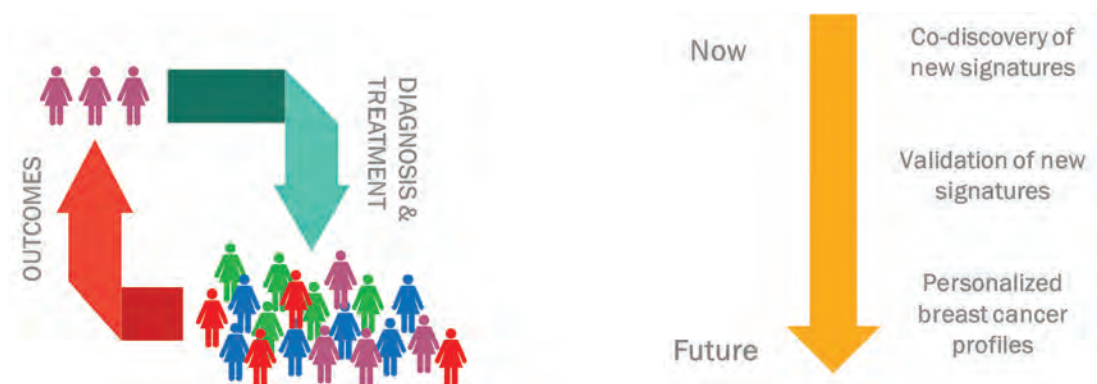 OUTCOMES
DIAGNOSIS &
TREATMENT
Now
Co-discovery of
new signatures
Validation of new
signatures
Personalized
breast cancer
profiles
Future